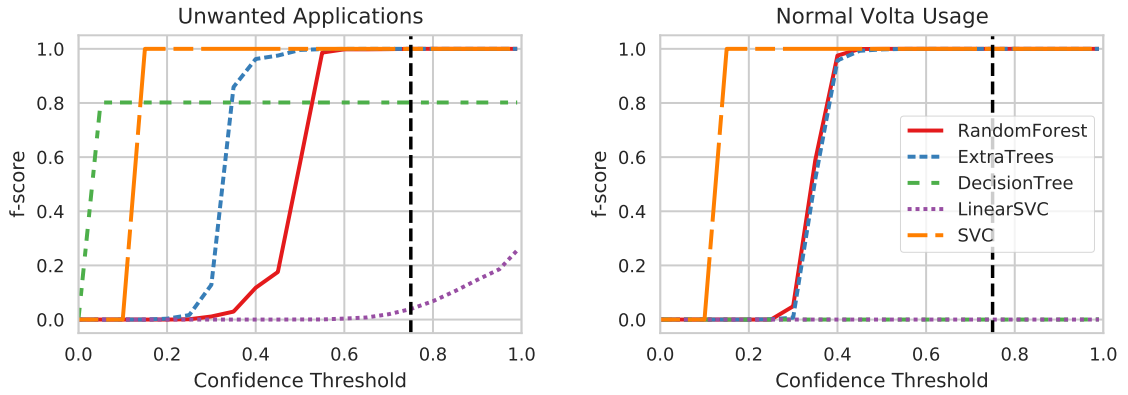 Unwanted Applications
Normal Volta Usage
1.0
0.8
0.6
0.4
0.2
0.0
f-score
0.0 0.2 0.4 0.6 0.8 1.0
Confidence Threshold
1.0
0.8
0.6
0.4
0.2
0.0
f-score
RandomForest
ExtraTrees
DecisionTree
LinearSVC
SVC
0.0 0.2 0.4 0.6 0.8 1.0
Confidence Threshold